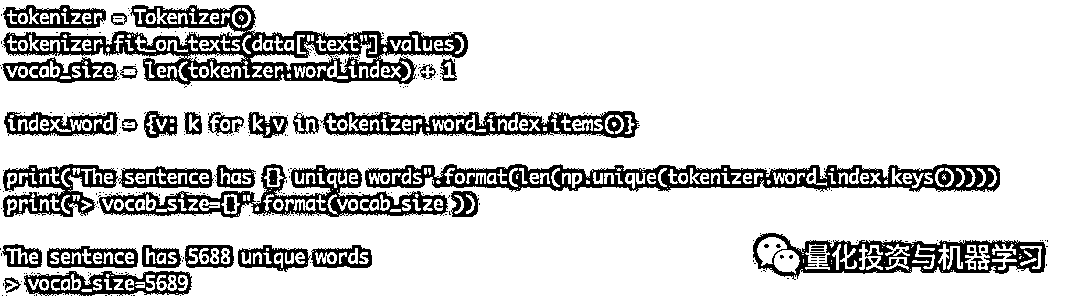 tokenizer = Tokenizer()
tokenizer.fit_on_texts(data["text"].values)
vocab_size = len(tokenizer.word_index) + 1
index_word = {v: k for k,v in tokenizer.word_index.items()}
print("The sentence has {} unique words".format(len(np.unique(tokenizer.word_index.keys()))))
print("> vocab_size={}".format(vocab_size ))
The sentence has 5688 unique words
> vocab_size=5689
量化投资与机器学习